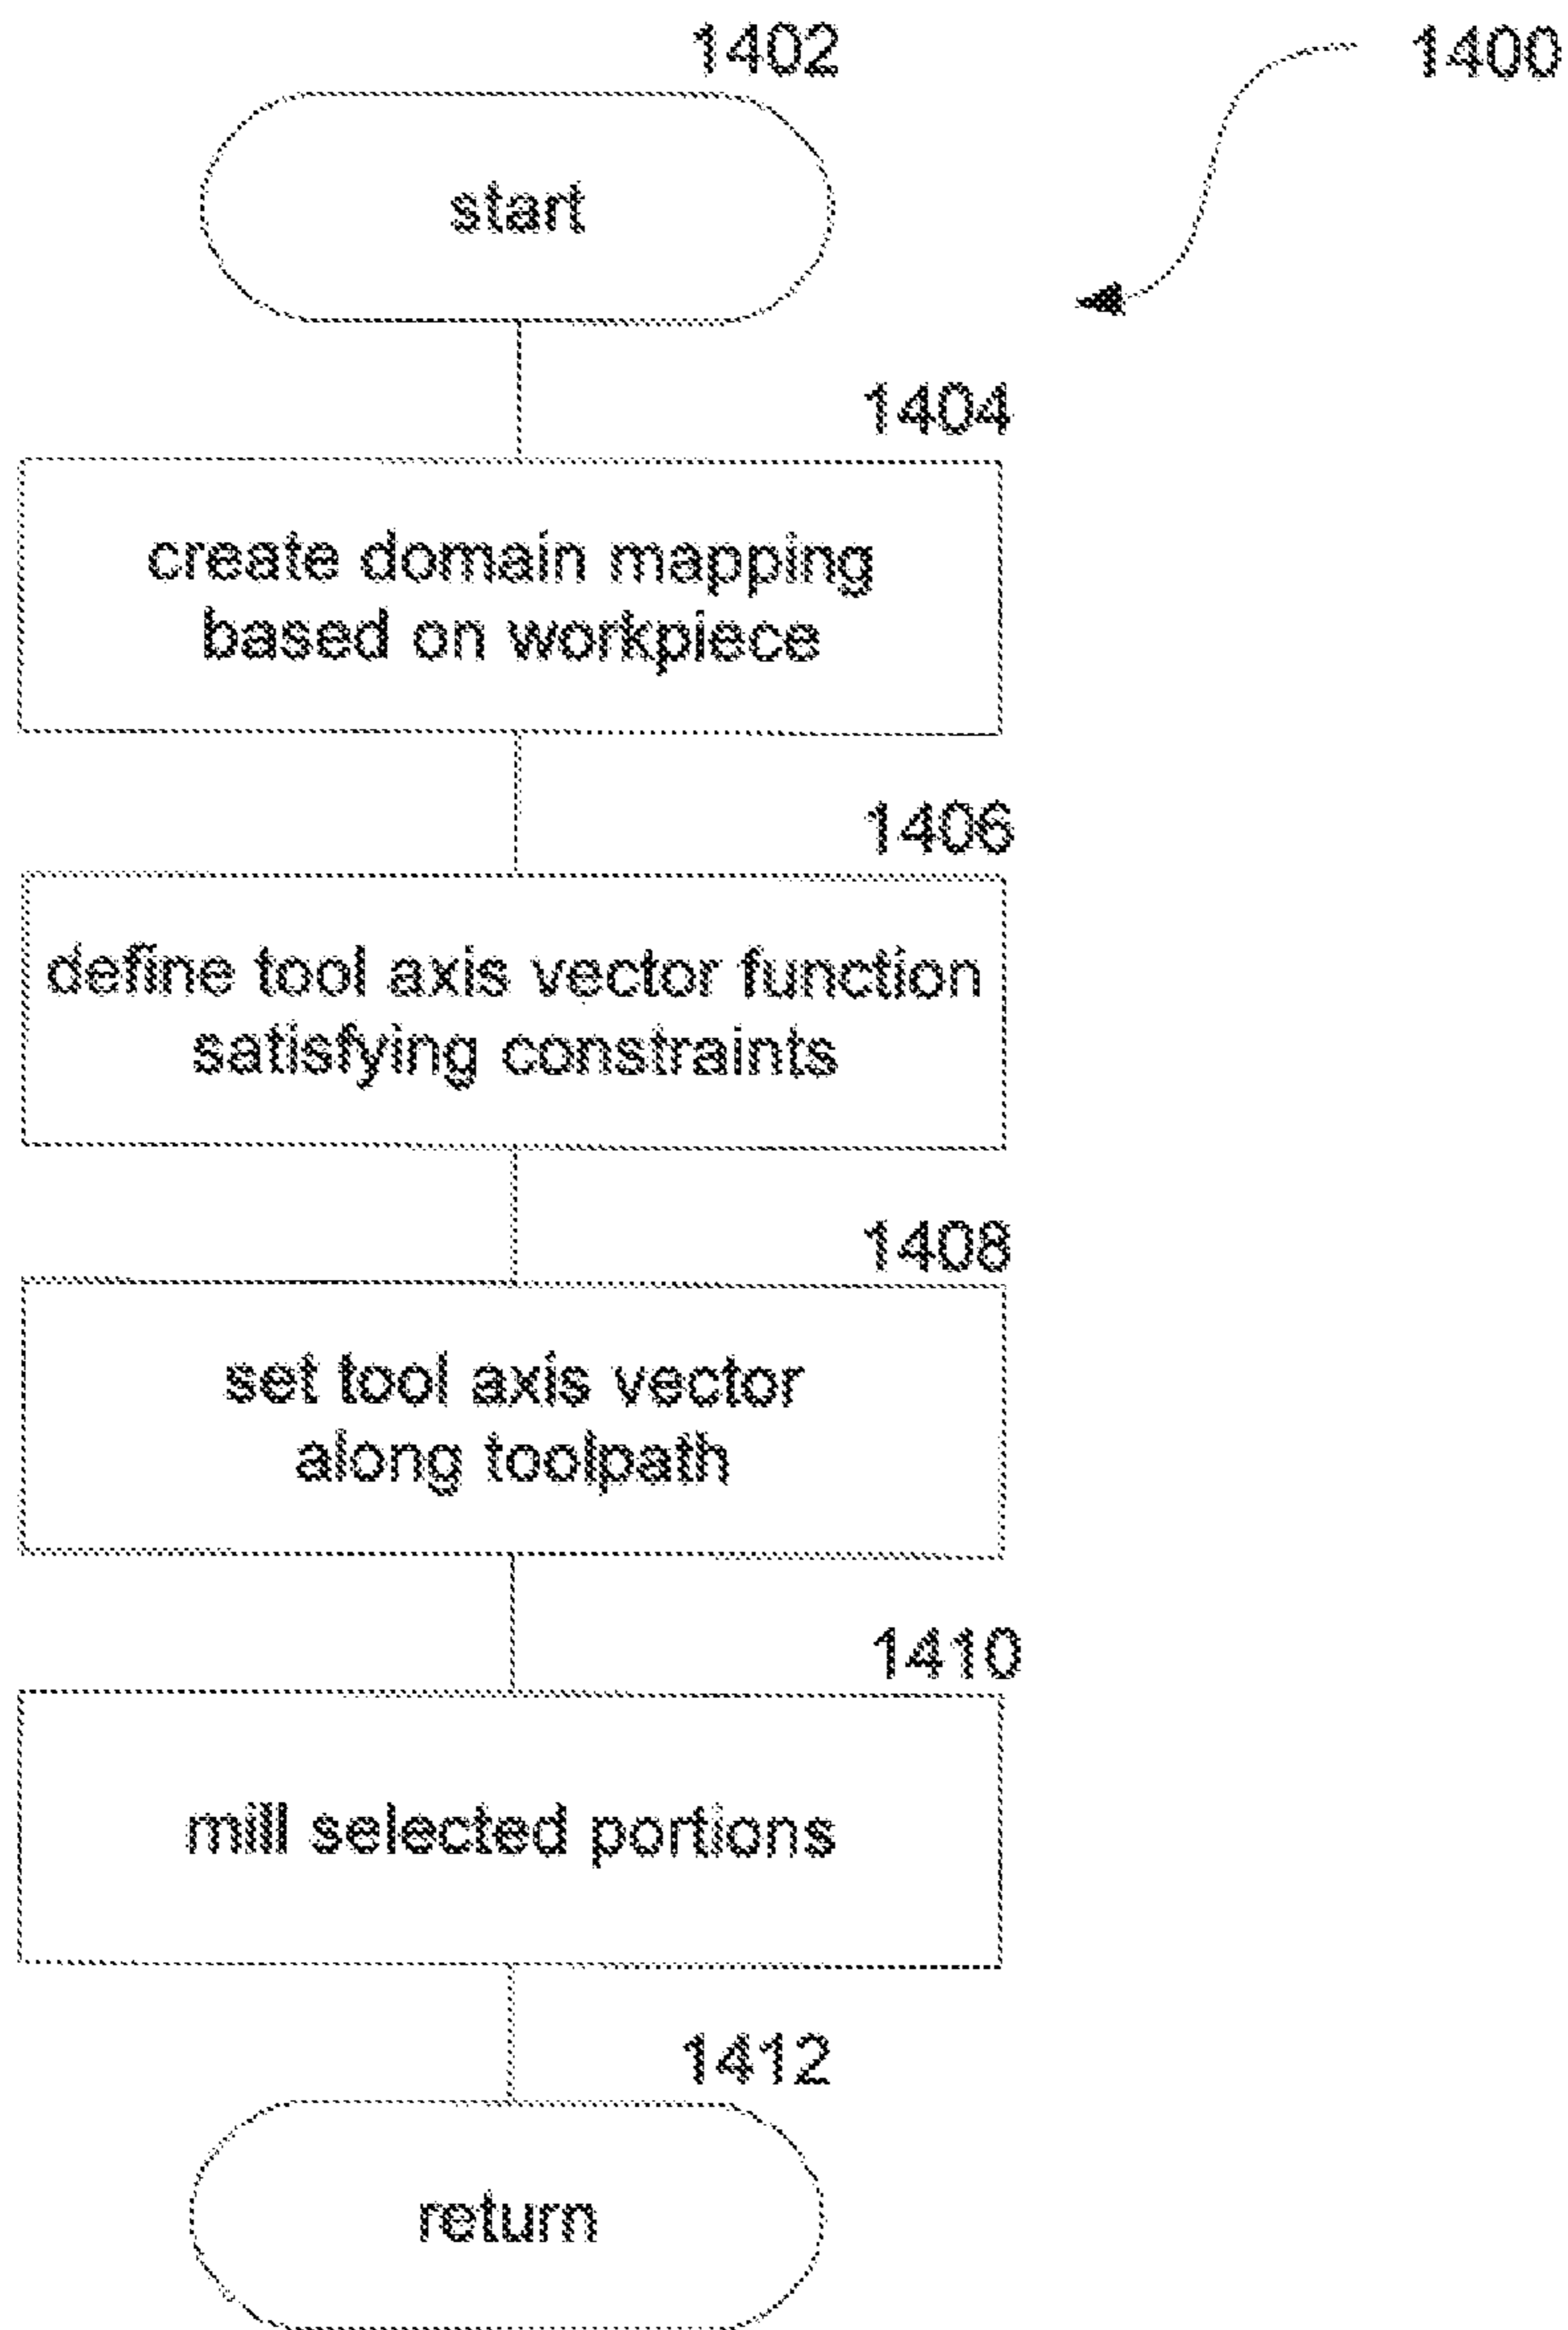 1402
1400
start
1404
create domain mapping
based on workpiece
1406
define tool axis vector function
satisfying constraints
1408
set tool axis vector
along toolpath
1410
mill selected portions
1412
return